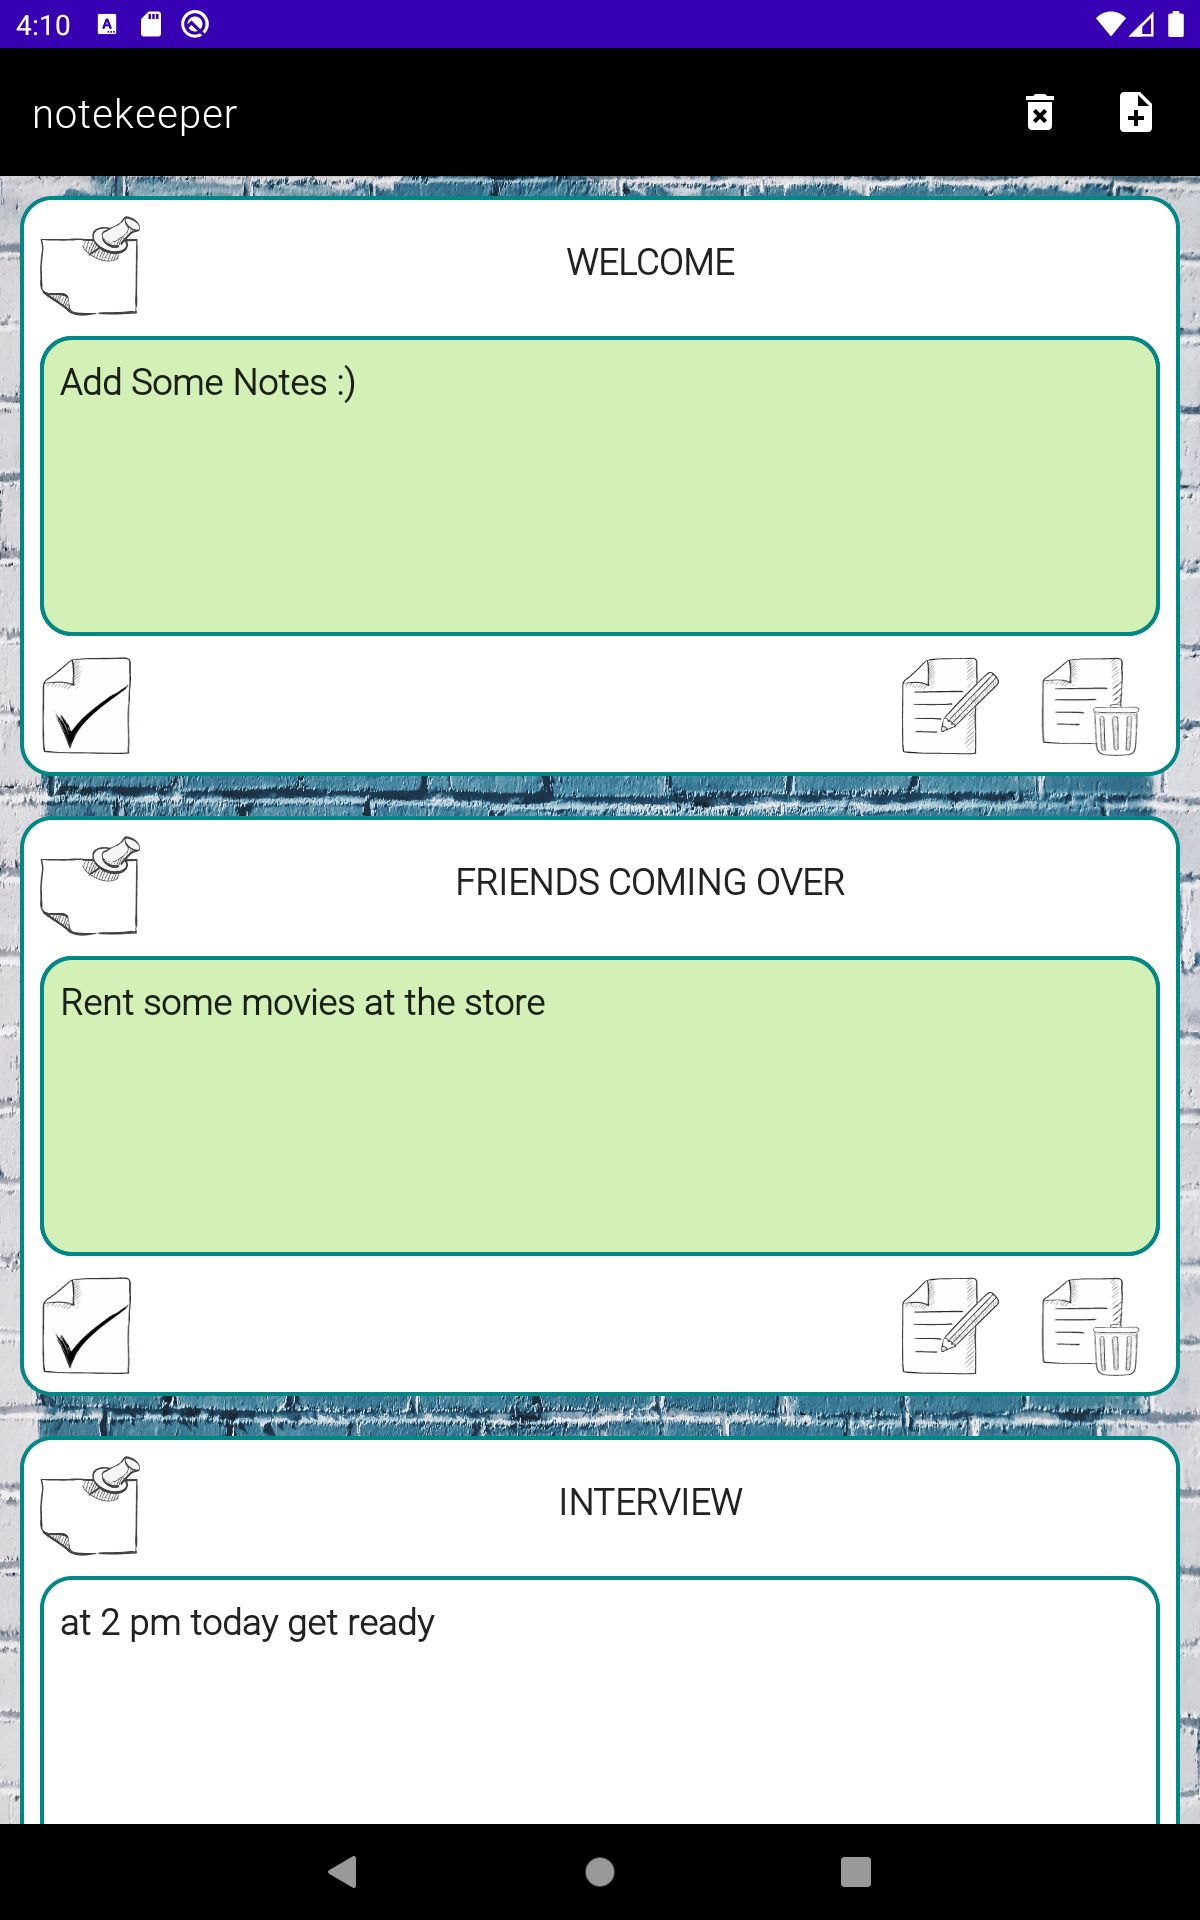 4:10
notekeeper
WELCOME
Add Some Notes :)
FRIENDS COMING OVER
Rent some movies at the store
INTERVIEW
at 2 pm today get ready